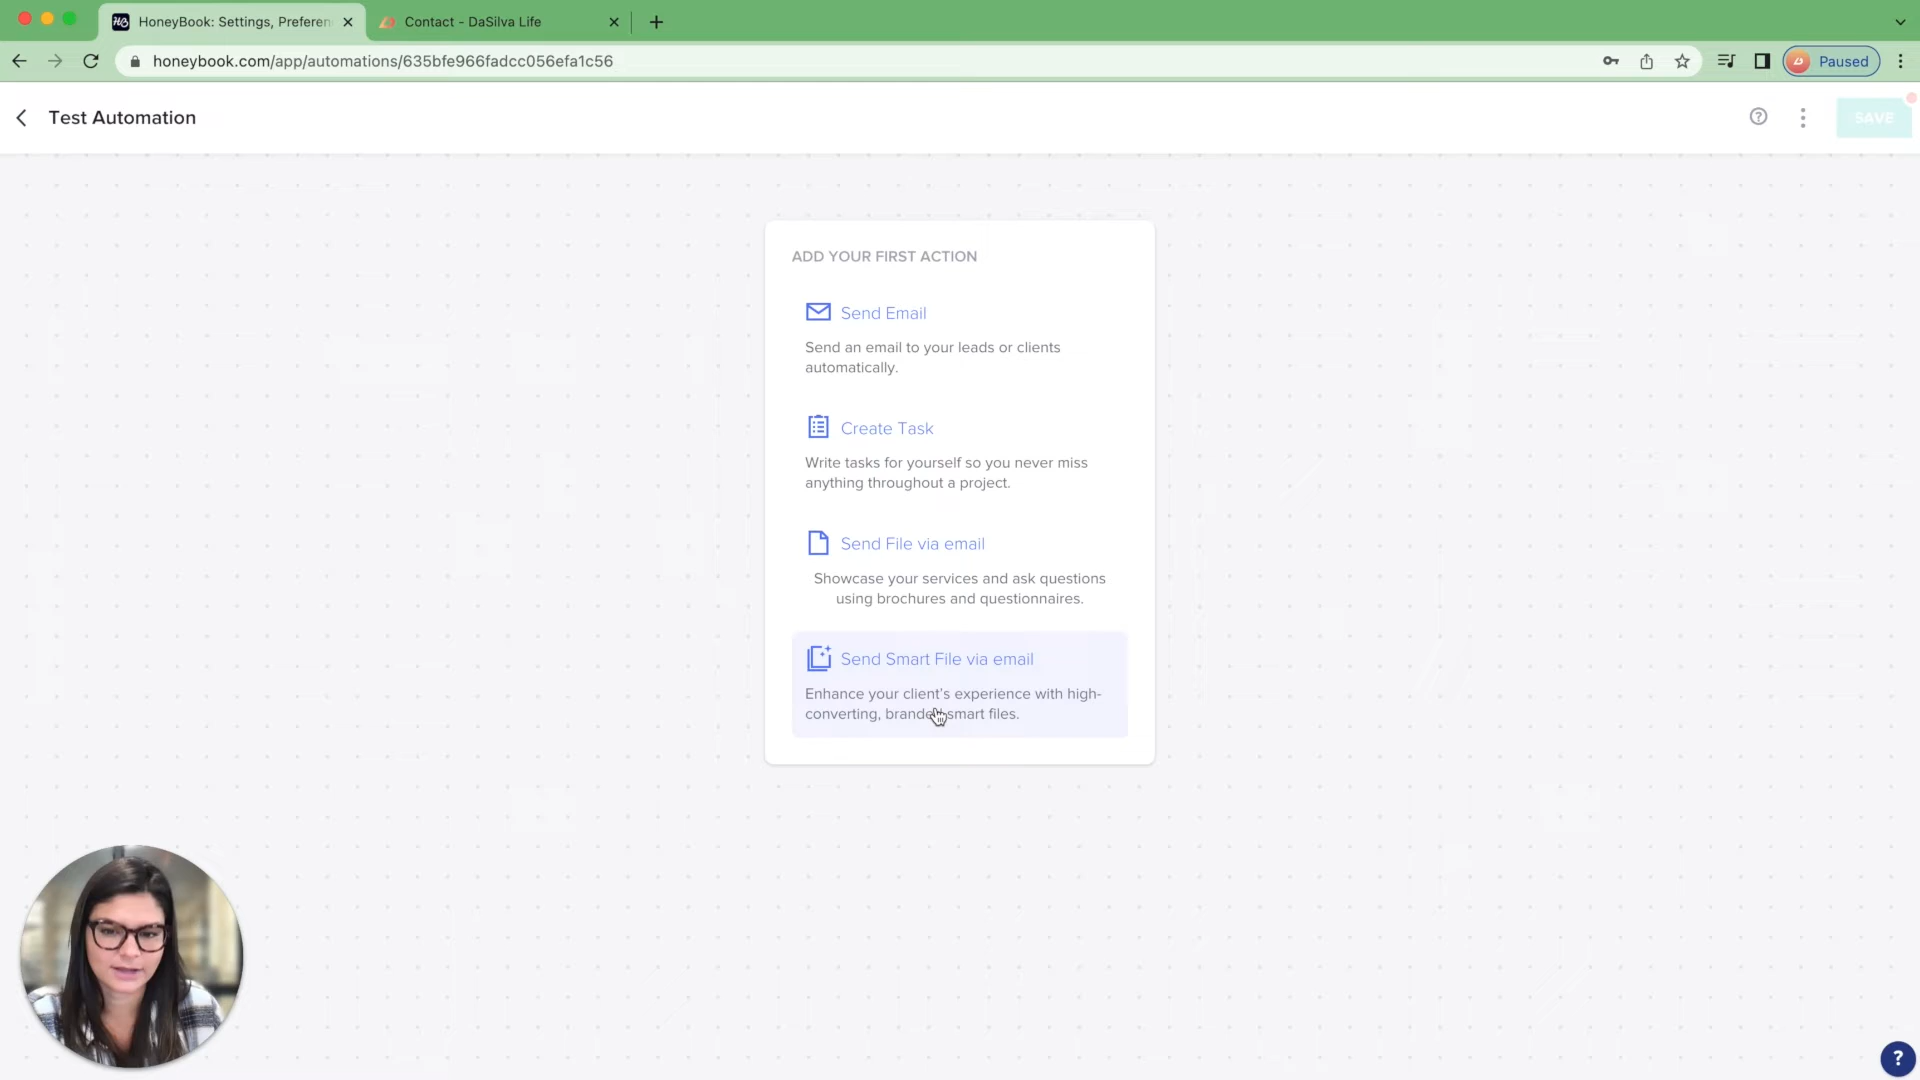 HoneyBook: Settings, Preferen
Contact - DaSilva Life
honeybook.com/app/automations/635bfe966fadcc056efa1c56
Paused
Test Automation
SAVE
ADD YOUR FIRST ACTION
Send Email
Send an email to your leads or clients
automatically.
Create Task
Write tasks for yourself so you never miss
anything throughout a project.
Send File via email
Showcase your services and ask questions
using brochures and questionnaires.
Send Smart File via email
Enhance your client's experience with high-
converting, branded smart files.